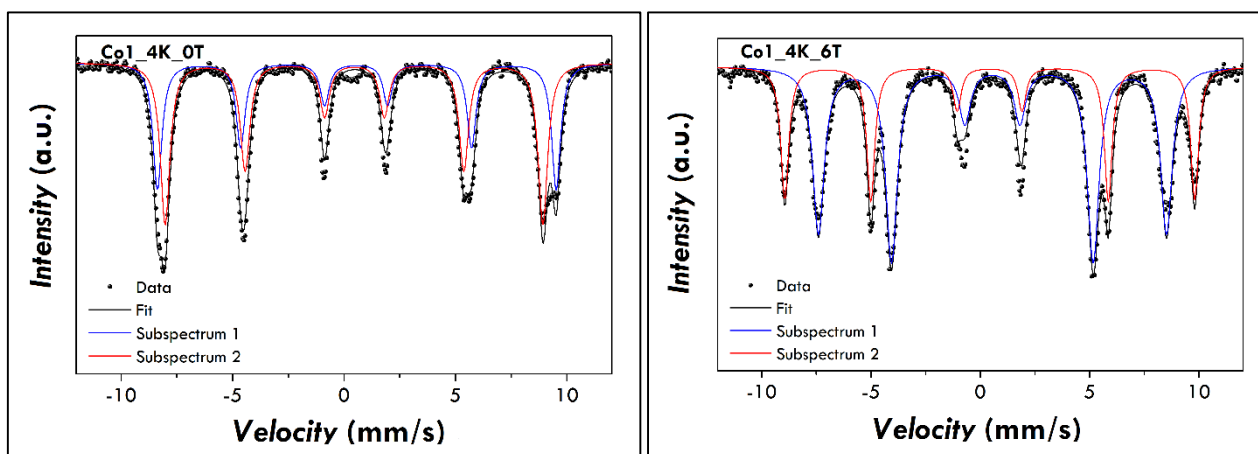 Co1_4K_0T
Intensity (a.u.)
Data
Fit
Subspectrum 1
Subspectrum 2
-10 -5 0 5 10
Velocity (mm/s)
Co1_4K_6T
Intensity (a.u.)
Data
Fit
Subspectrum 1
Subspectrum 2
-10 -5 0 5 10
Velocity (mm/s)